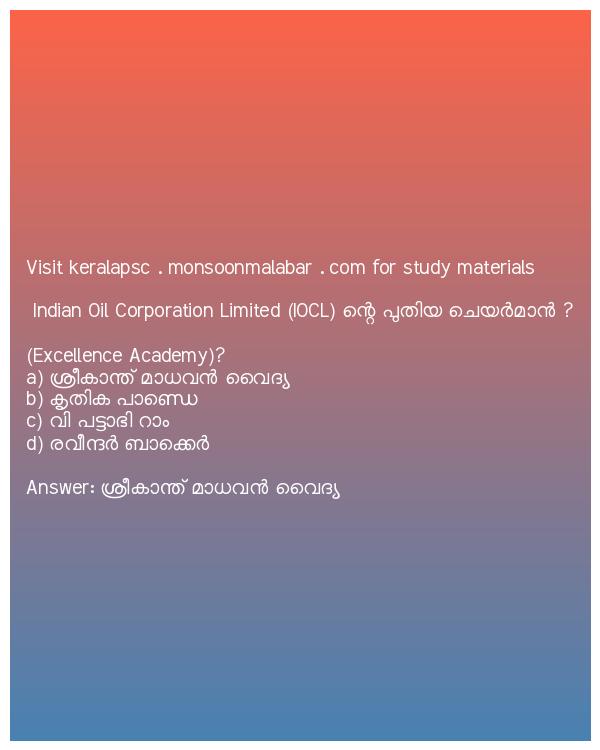 Visit keralapsc . monsoonmalabar . com for study materials
Indian Oil Corporation Limited (IOCL) ന്റെ പുതിയ ചെയർമാൻ ?
(Excellence Academy)?
a) ശ്രീകാന്ത് മാധവൻ വൈദ്യ
b) കൃതിക പാണ്ഡെ
c) വി പട്ടാഭി റാം
d) രവീന്ദർ ബാക്കെർ
Answer: ശ്രീകാന്ത് മാധവൻ വൈദ്യ